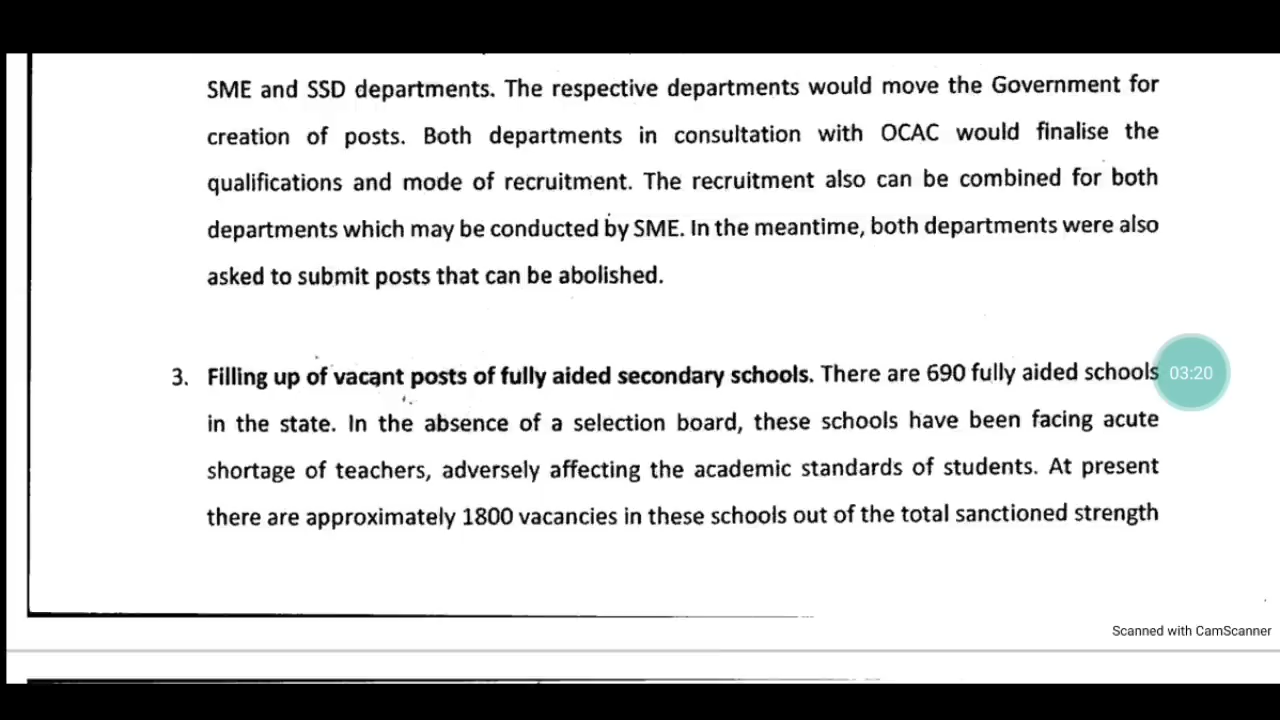 SME and SSD departments. The respective departments would move the Government for
creation of posts. Both departments in consultation with OCAC would finalise the
qualifications and mode of recruitment. The recruitment also can be combined for both
departments which may be conducted by SME. In the meantime, both departments were also
asked to submit posts that can be abolished.
3. Filling up of vacant posts of fully aided secondary schools. There are 690 fully aided schools
03:20
in the state. In the absence of a selection board, these schools have been facing acute
shortage of teachers, adversely affecting the academic standards of students. At present
there are approximately 1800 vacancies in these schools out of the total sanctioned strength
Scanned with CamScanner